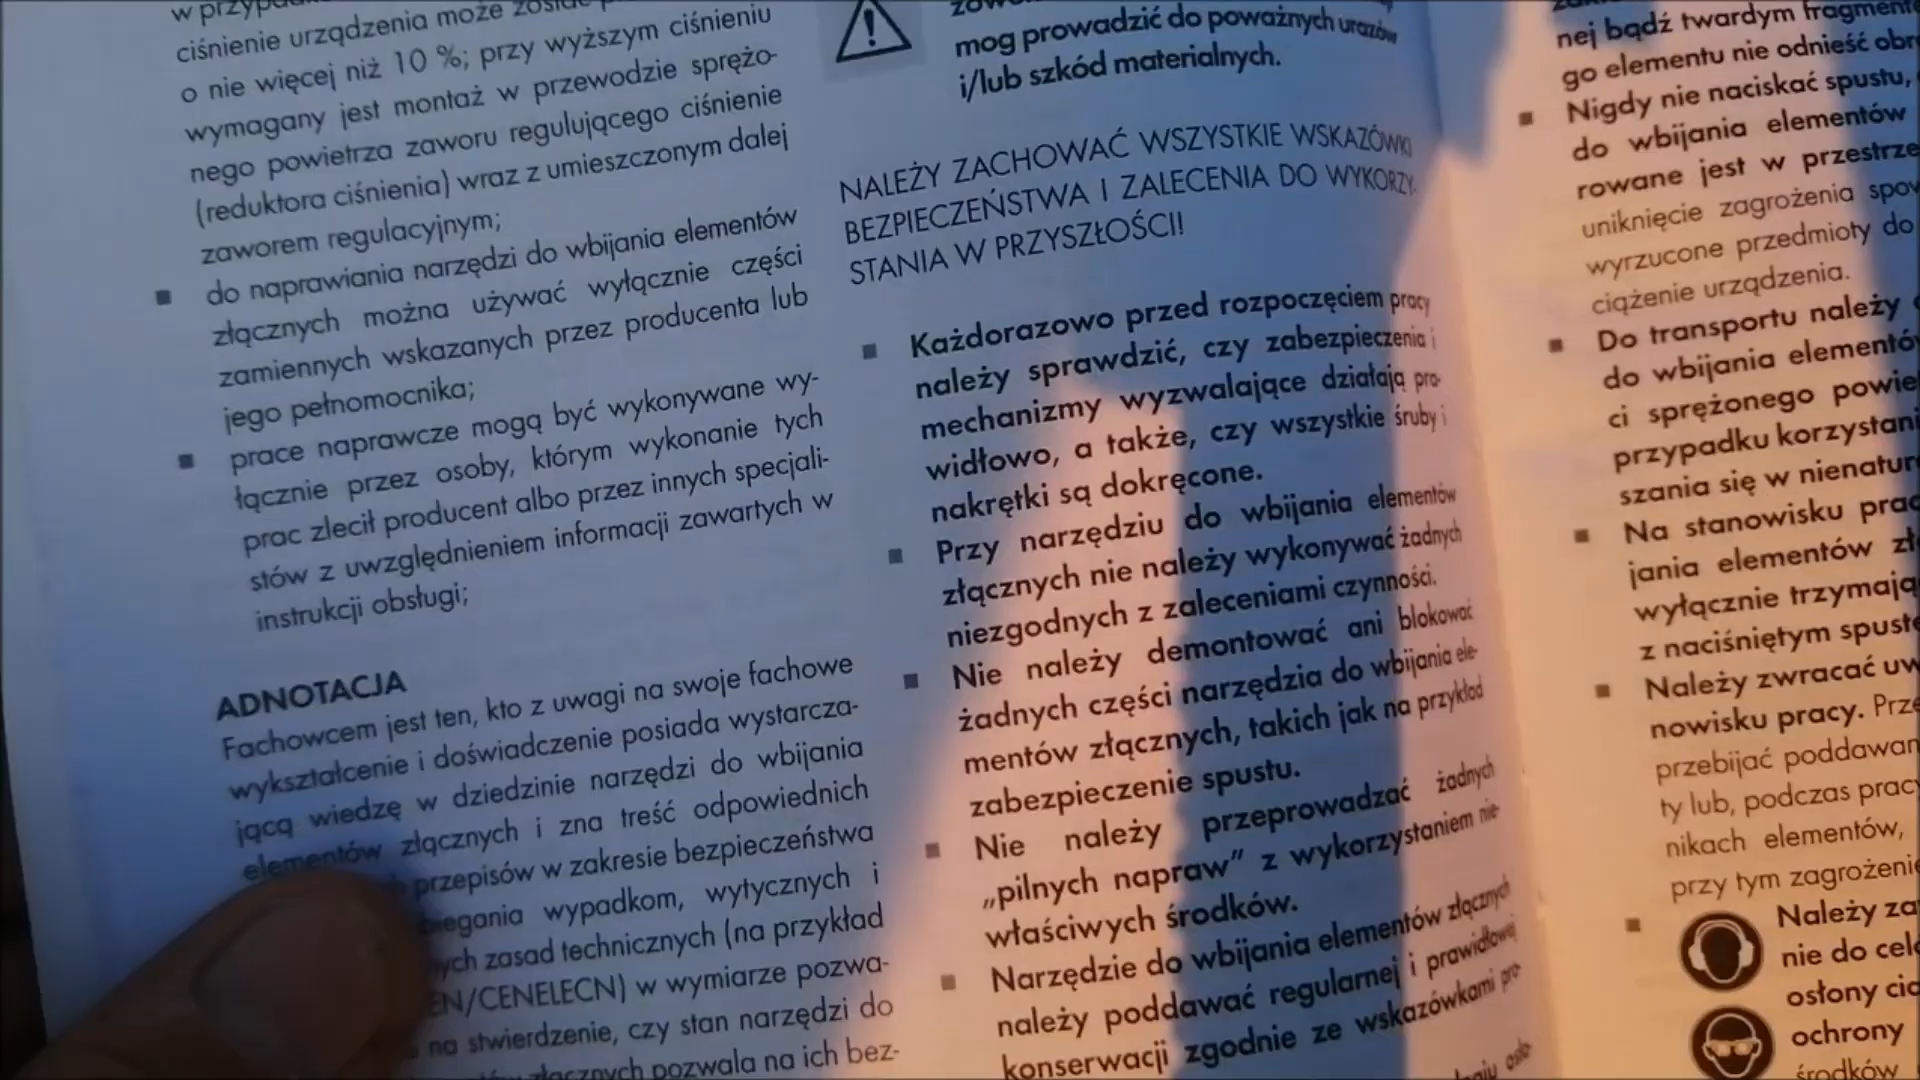 w
ciśnienie urządzenia może
o nie więcej niż 10 %; przy wyższym ciśnieniu
wymagany jest montaż w przewodzie sprężo-
nego powietrza zaworu regulującego ciśnienie
(reduktora ciśnienia) wraz z umieszczonym dalej
zaworem regulacyjnym;
■ do naprawiania narzędzi do wbijania elementów
złącznych można używać wyłącznie części
zamiennych wskazanych przez producenta lub
jego pełnomocnika;
■ prace naprawcze mogą być wykonywane wy-
łącznie przez osoby, którym wykonanie tych
prac zlecił producent albo przez innych specjali-
stów z uwzględnieniem informacji zawartych w
instrukcji obsługi;
ADNOTACJA
Fachowcem jest ten, kto z uwagi na swoje fachowe
wykształcenie i doświadczenie posiada wystarcza-
jącą wiedzę w dziedzinie narzędzi do wbijania
elementów złącznych i zna treść odpowiednich
przepisów w zakresie bezpieczeństwa
biegania wypadkom, wytycznych i
ych zasad technicznych (na przykład
EN/CENELECN) w wymiarze pozwa-
na stwierdzenie, czy stan narzędzi do
złącznych pozwala na ich bez-
mog prowadzić do poważnych urazów
i/lub szkód materialnych.
NALEŻY ZACHOWAĆ WSZYSTKIE WSKAZÓWKI
BEZPIECZEŃSTWA I ZALECENIA DO WYKORZY-
STANIA W PRZYSZŁOŚCI!
■ Każdorazowo przed rozpoczęciem pracy
należy sprawdzić, czy zabezpieczenia i
mechanizmy wyzwalające działają pra-
widłowo, a także, czy wszystkie śruby i
nakrętki są dokręcone.
■ Przy narzędziu do wbijania elementów
złącznych nie należy wykonywać żadnych
niezgodnych z zaleceniami czynności.
■ Nie należy demontować ani blokować
żadnych części narzędzia do wbijania ele-
mentów złącznych, takich jak na przykład
zabezpieczenie spustu.
■ Nie należy przeprowadzać żadnych
„pilnych napraw” z wykorzystaniem nie-
właściwych środków.
■ Narzędzie do wbijania elementów złącznych
należy poddawać regularnej i prawidłowej
konserwacji zgodnie ze wskazówkami pro-
nej bądź twardym fragmente
go elementu nie odnieść obr
■ Nigdy nie naciskać spustu,
do wbijania elementów
rowane jest w przestrze
uniknięcie zagrożenia spow
wyrzucone przedmioty do
ciążenie urządzenia.
■ Do transportu należy
do wbijania elementó
ci sprężonego powie
przypadku korzystani
szania się w nienatur
■ Na stanowisku prac
jania elementów zł
wyłącznie trzymają
z naciśniętym spuste
■ Należy zwracać uw
nowisku pracy. Prze
przebijać poddawan
ty lub, podczas pracy
nikach elementów,
przy tym zagrożenie
■ Należy za
nie do celó
osłony cia
ochrony
środków